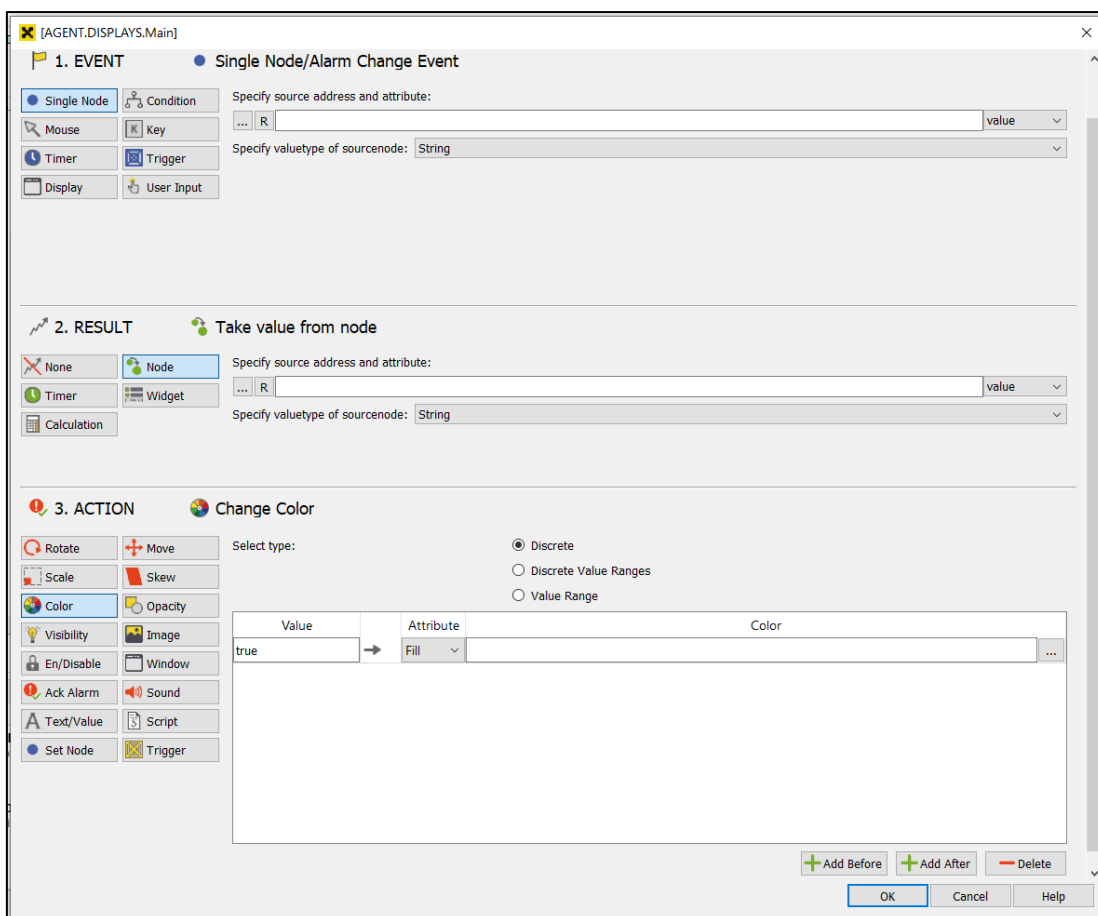 [AGENT.DISPLAYS.Main]
1. EVENT Single Node/Alarm Change Event
Single Node Condition
Mouse Key
Timer Trigger
Display User Input
Specify source address and attribute:
... R value
Specify valuetype of sourcenode: String
2. RESULT Take value from node
None Node
Timer Widget
Calculation
Specify source address and attribute:
... R value
Specify valuetype of sourcenode: String
3. ACTION Change Color
Rotate Move
Scale Skew
Color Opacity
Visibility Image
En/Disable Window
Ack Alarm Sound
Text/Value Script
Set Node Trigger
Select type: Discrete
Discrete Value Ranges
Value Range
Value Attribute Color
true Fill ...
Add Before Add After Delete
OK Cancel Help